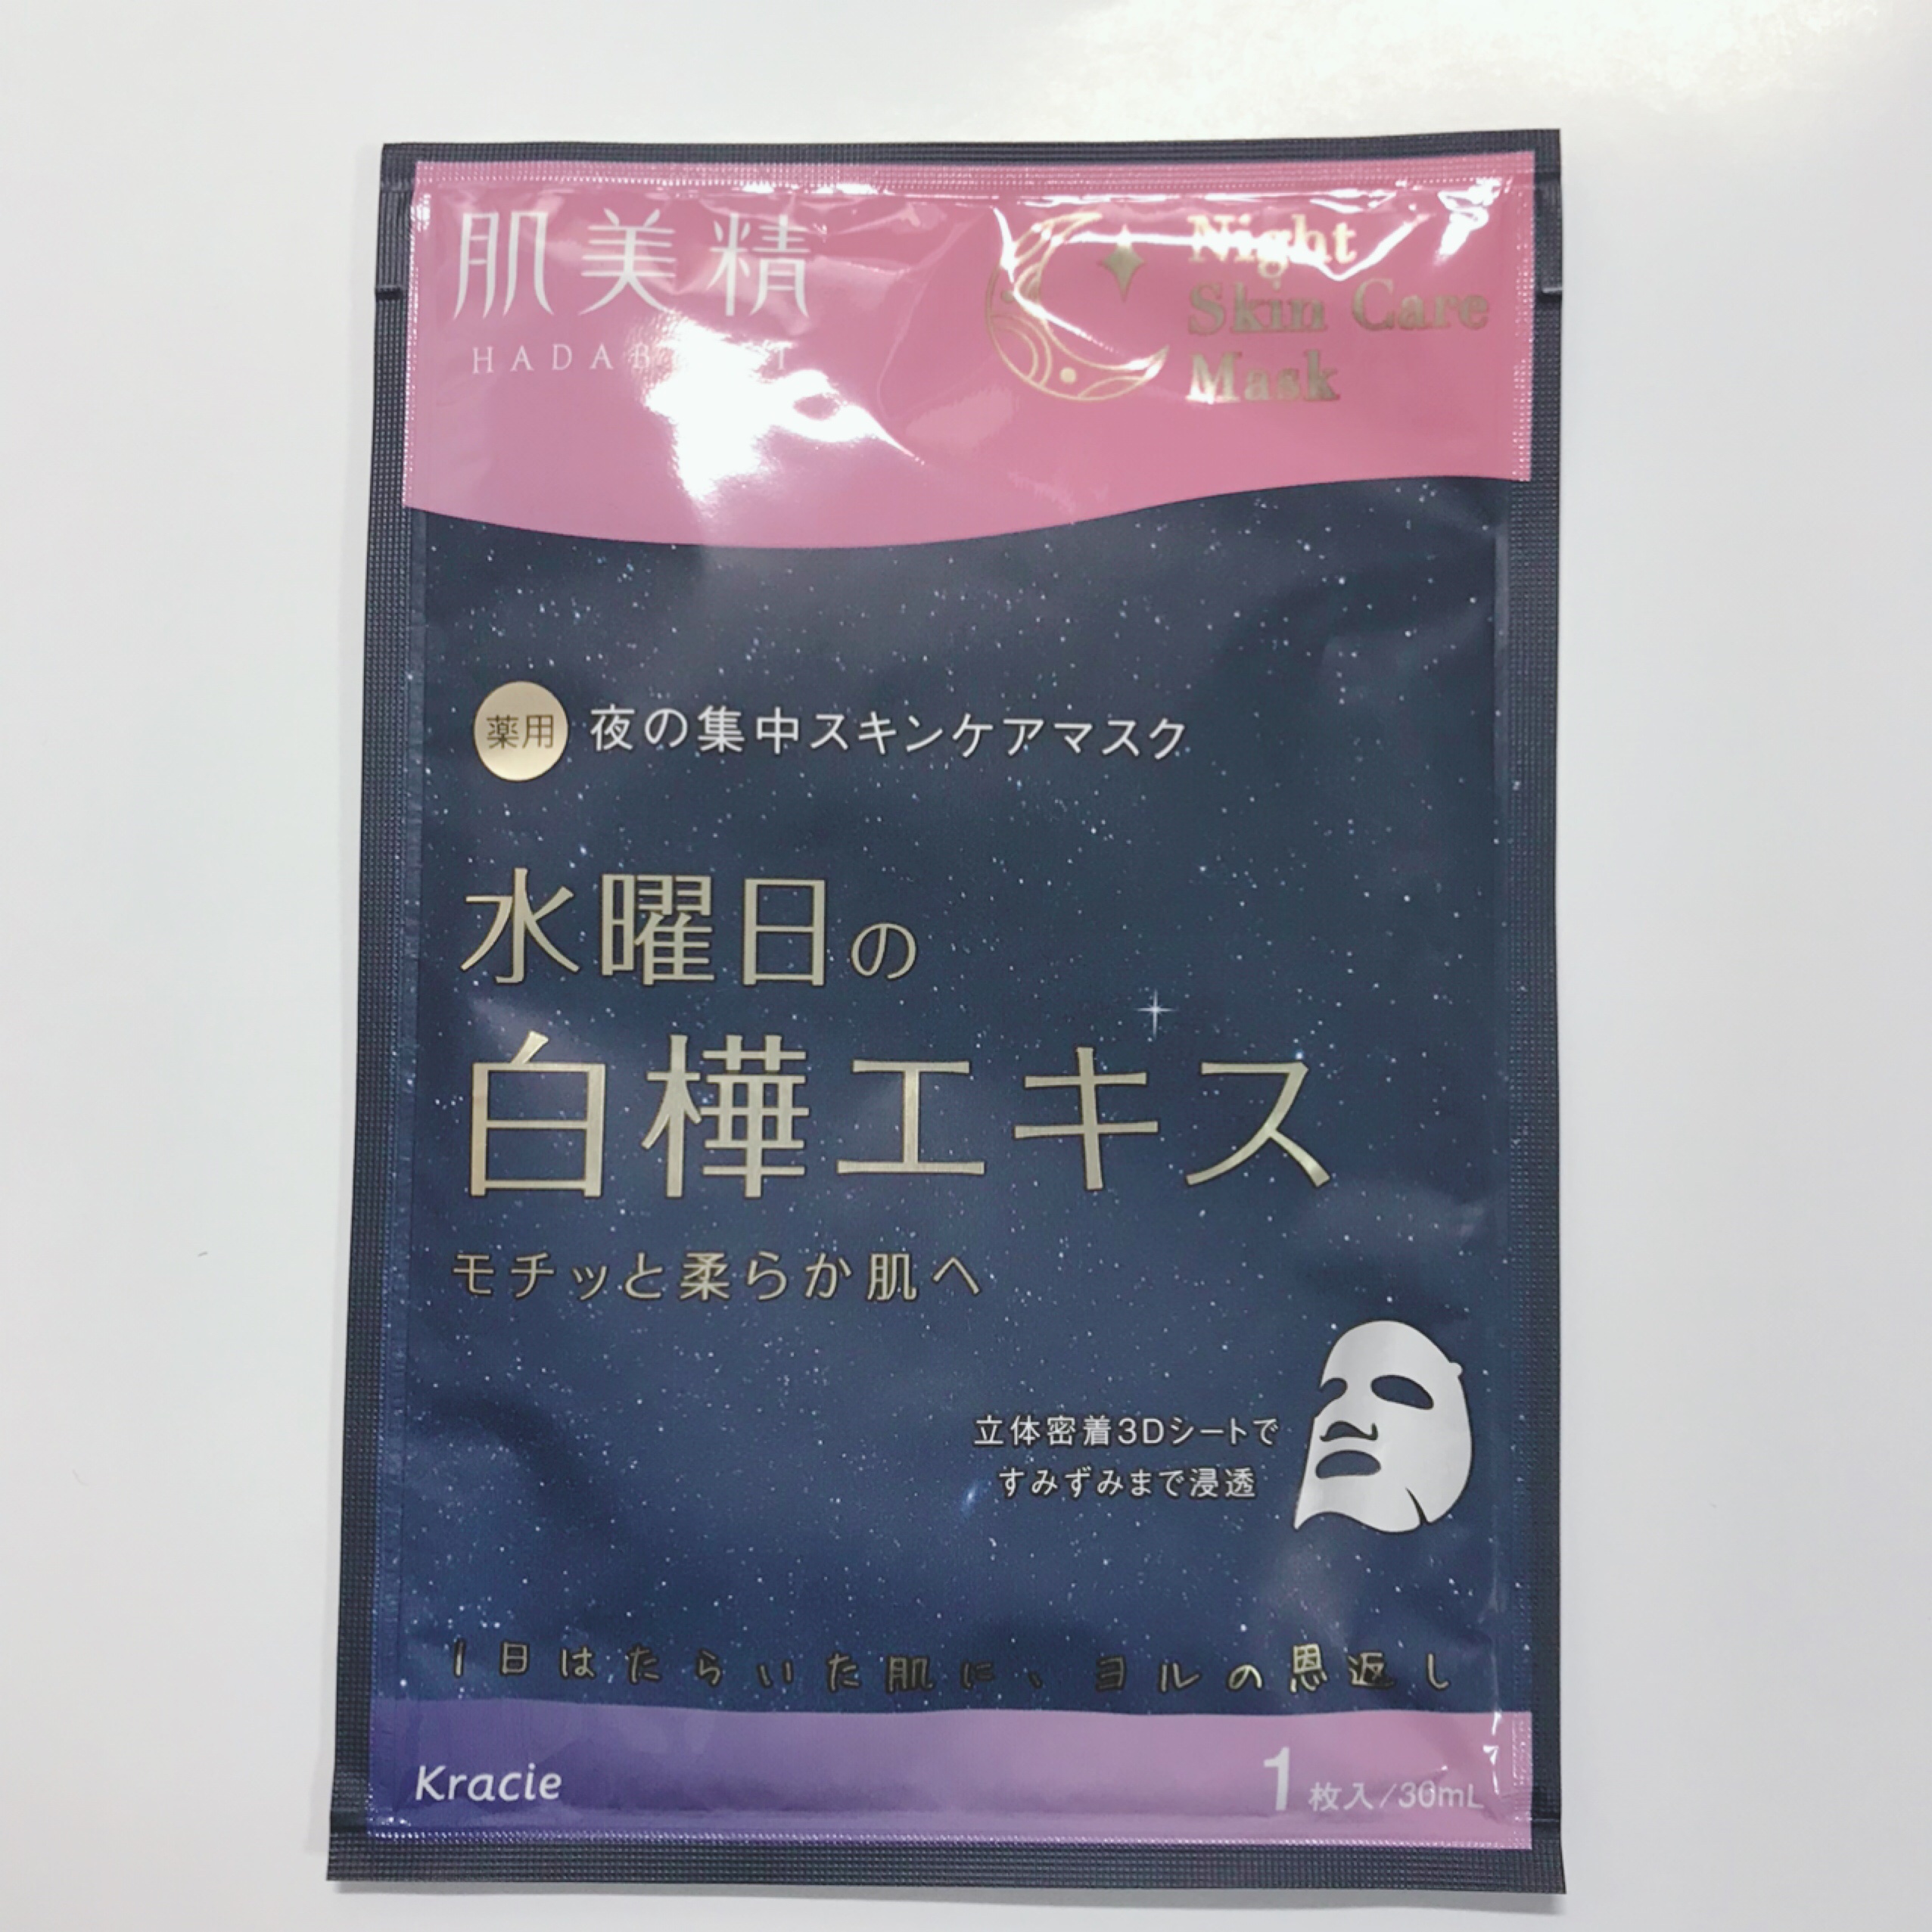 肌美精
Night
Skin Care
Mask
薬用 夜の集中スキンケアマスク
水曜日の
白樺エキス
モチッと柔らか肌へ
立体密着3Dシートで
すみずみまで浸透
1日はたらいた肌に、ヨルの恩返し
Kracie
1枚入/30mL